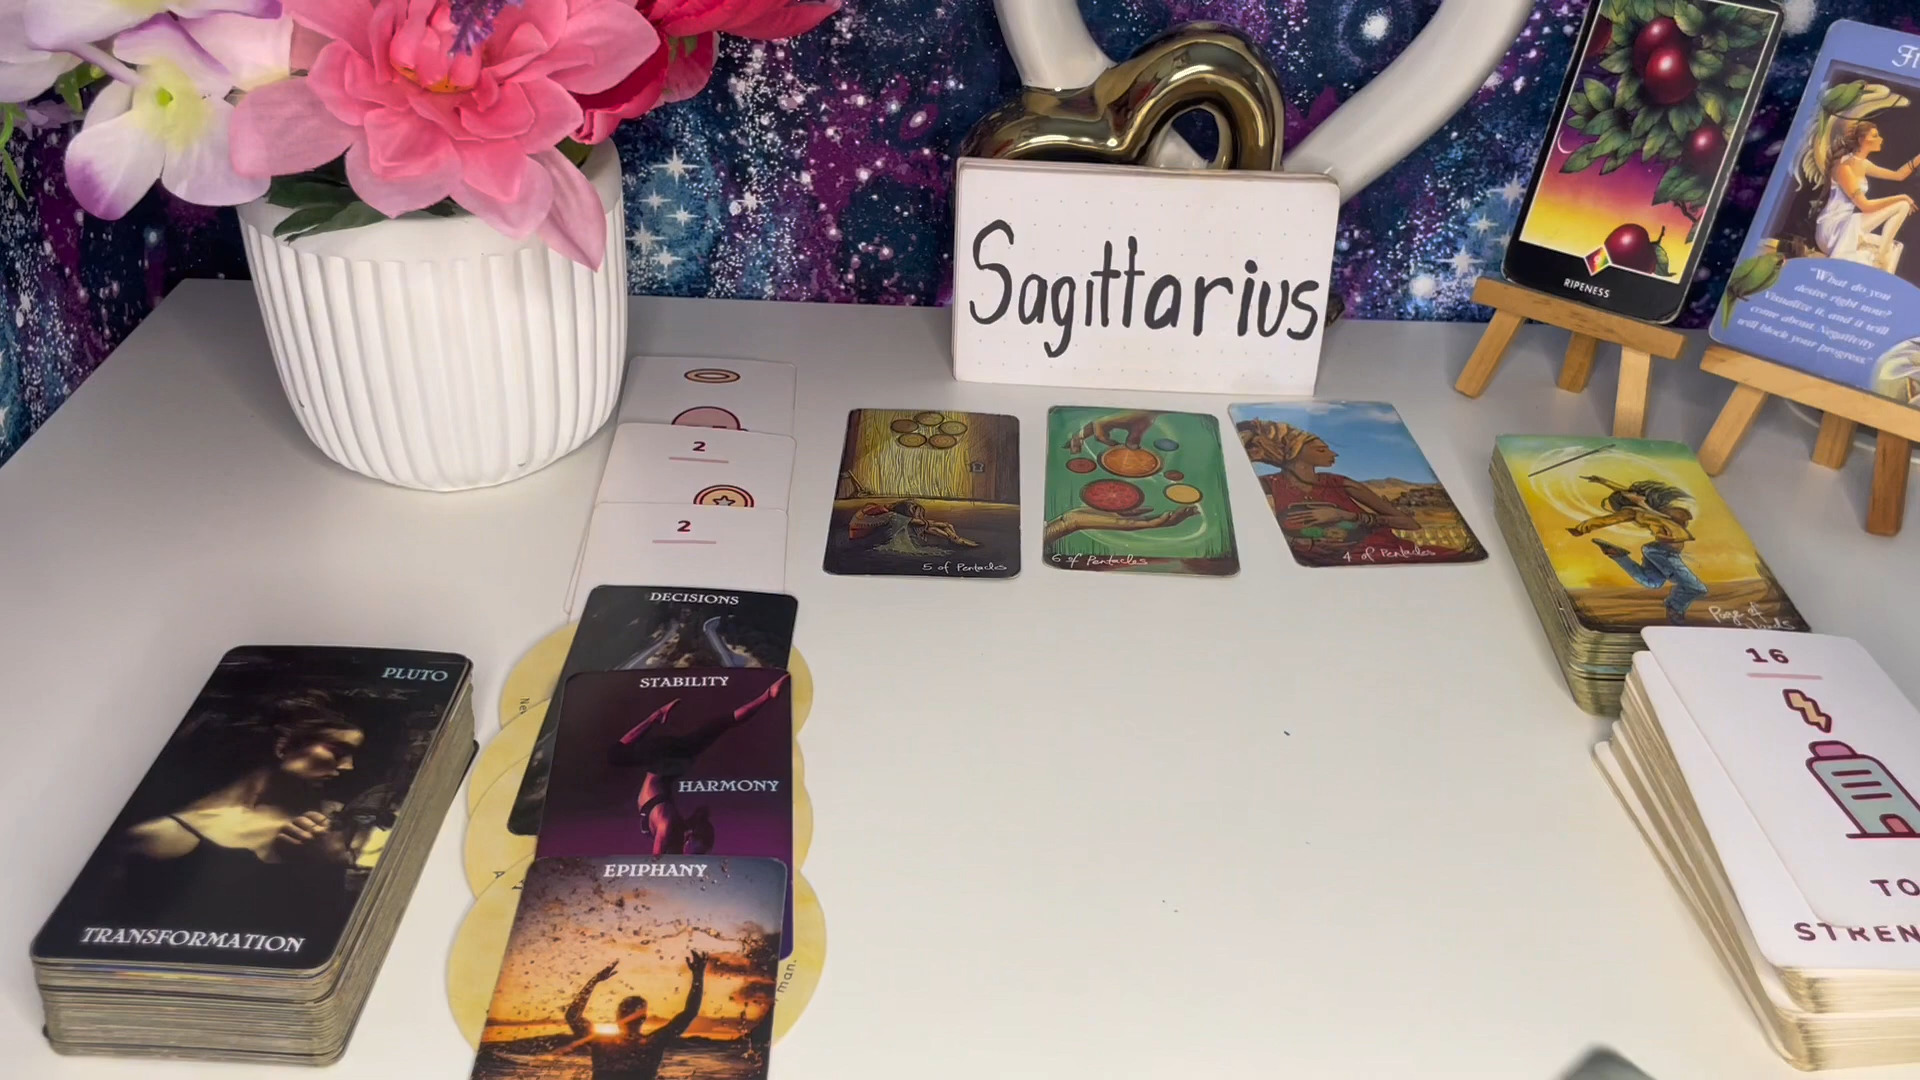 Sagittarius
RIPENESS
"What do you
desire right now?
Visualize it, and it will
come about. Negativity
will block your progress."
2
2
5 of Pentacles
6 of Pentacles
4 of Pentacles
Page of
DECISIONS
STABILITY
HARMONY
EPIPHANY
man.
PLUTO
TRANSFORMATION
16
TO
STREN